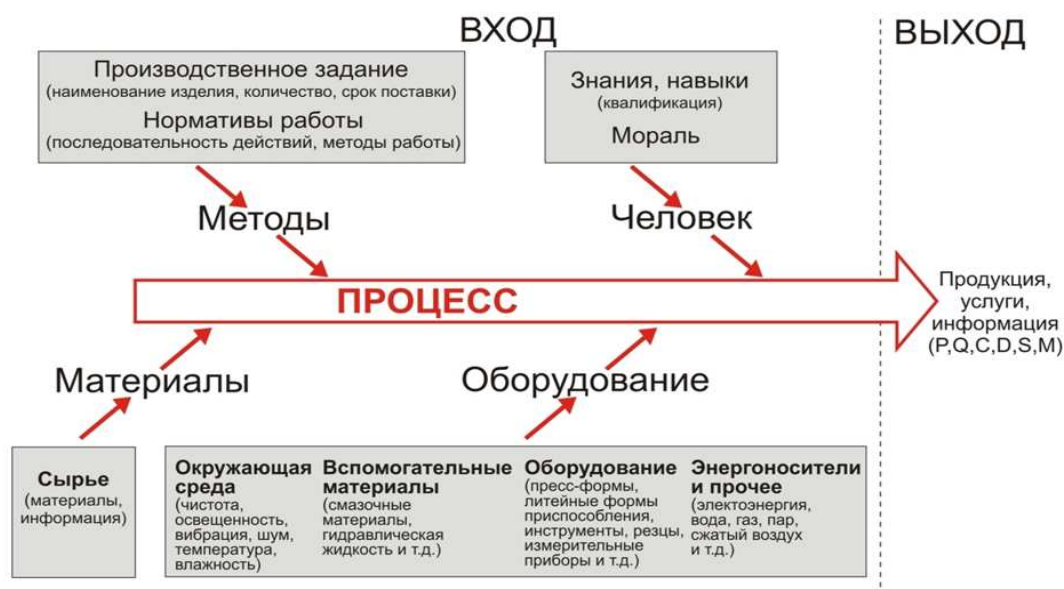 ВХОД
ВЫХОД
Производственное задание
(наименование изделия, количество, срок поставки)
Нормативы работы
(последовательность действий, методы работы)
Знания, навыки
(квалификация)
Мораль
Методы
Человек
ПРОЦЕСС
Продукция,
услуги,
информация
(P,Q,C,D,S,M)
Материалы
Оборудование
Сырье
(материалы,
информация)
Окружающая
среда
(чистота,
освещенность,
вибрация, шум,
температура,
влажность)
Вспомогательные
материалы
(смазочные
материалы,
гидравлическая
жидкость и т.д.)
Оборудование
(пресс-формы,
литейные формы
приспособления,
инструменты, резцы,
измерительные
приборы и т.д.)
Энергоносители
и прочее
(электоэнергия,
вода, газ, пар,
сжатый воздух
и т.д.)